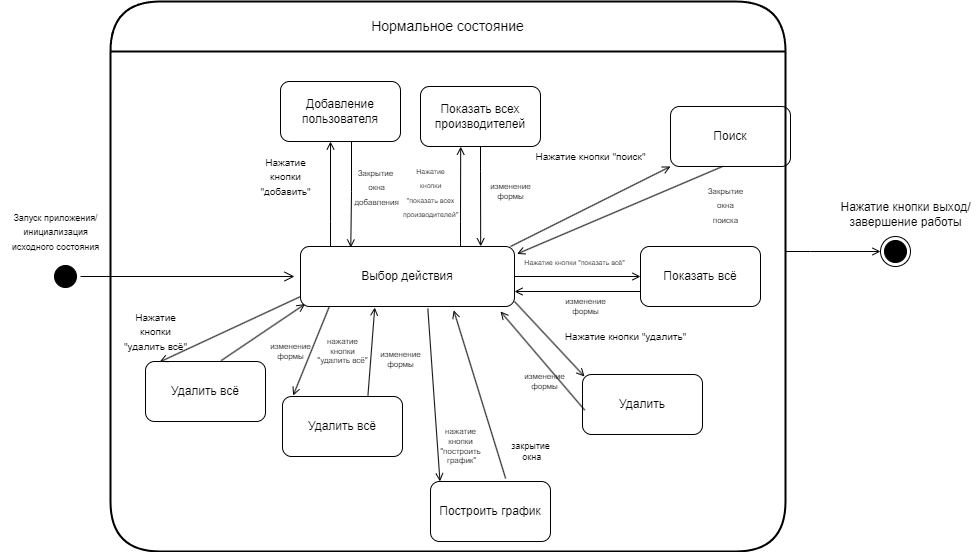 Нормальное состояние
Добавление
пользователя
Показать всех
производителей
Поиск
Нажатие кнопки "поиск"
Нажатие
кнопки
"добавить"
Закрытие
окна
добавления
Нажатие
кнопки
"показать всех
производителей"
изменение
формы
Закрытие
окна
поиска
Запуск приложения/
инициализация
исходного состояния
Нажатие кнопки выход/
завершение работы
Выбор действия
Нажатие кнопки "показать всё"
Показать всё
изменение
формы
Нажатие
кнопки
"удалить всё"
изменение
формы
нажатие
кнопки
"удалить всё"
изменение
формы
Нажатие кнопки "удалить"
изменение
формы
Удалить всё
Удалить всё
Удалить
нажатие
кнопки
"построить
график"
закрытие
окна
Построить график